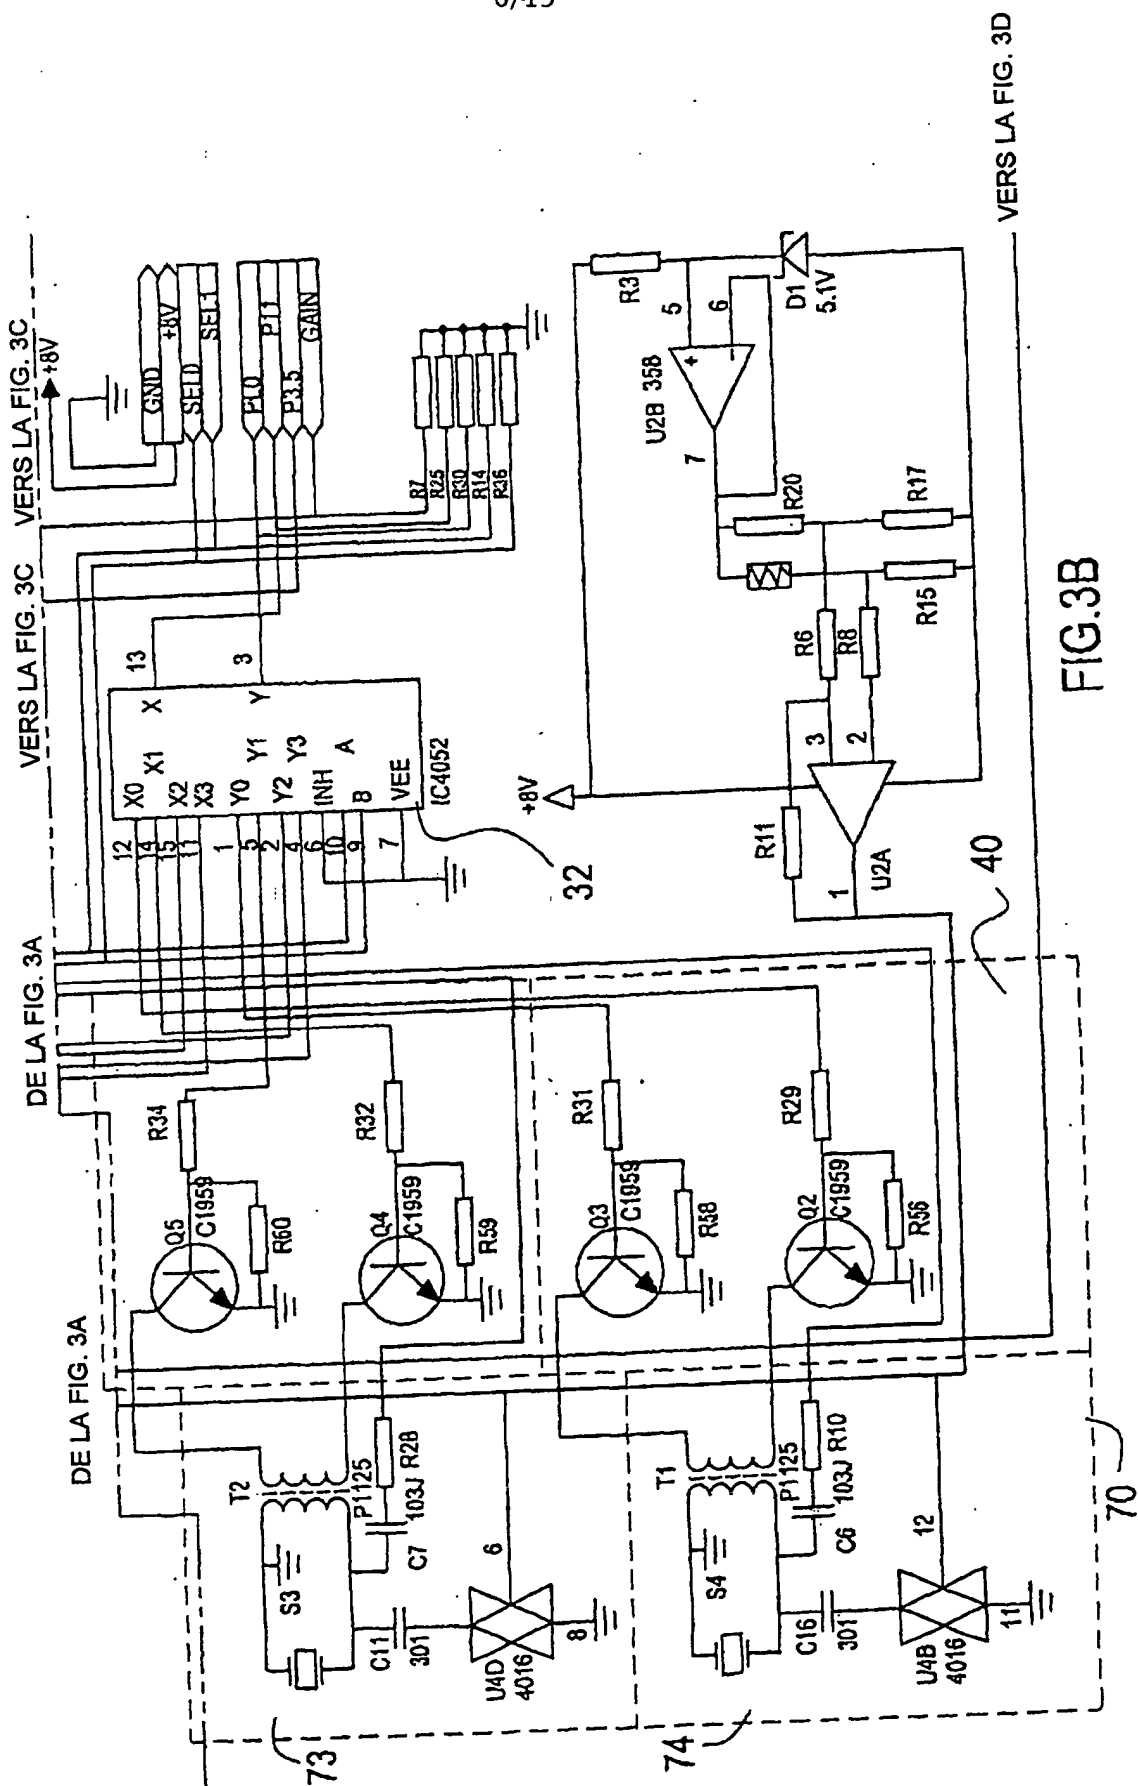 6/15
DE LA FIG. 3A
DE LA FIG. 3A
VERS LA FIG. 3C
VERS LA FIG. 3C
+8V
GND
+8V
SEL0
SEL1
PL0
P11
P3.5
GAIN
R7
R25
R30
R14
R36
12
14
15
11
1
5
2
4
6
10
9
7
X0
X1
X2
X3
Y0
Y1
Y2
Y3
INH
A
B
VEE
X
Y
13
3
IC4052
32
R34
Q5
C1959
R60
R32
Q4
C1959
R59
R31
Q3
C1959
R58
R29
Q2
C1959
R56
T2
P1125
S3
C7
103J
R28
C11
301
U4D
4016
6
8
73
T1
P1125
S4
C6
103J
R10
C16
301
U4B
4016
12
11
74
70
40
+8V
R11
1
U2A
3
2
R6
R8
R15
R17
R20
7
U2B 358
5
6
+
-
R3
D1
5.1V
VERS LA FIG. 3D
FIG.3B